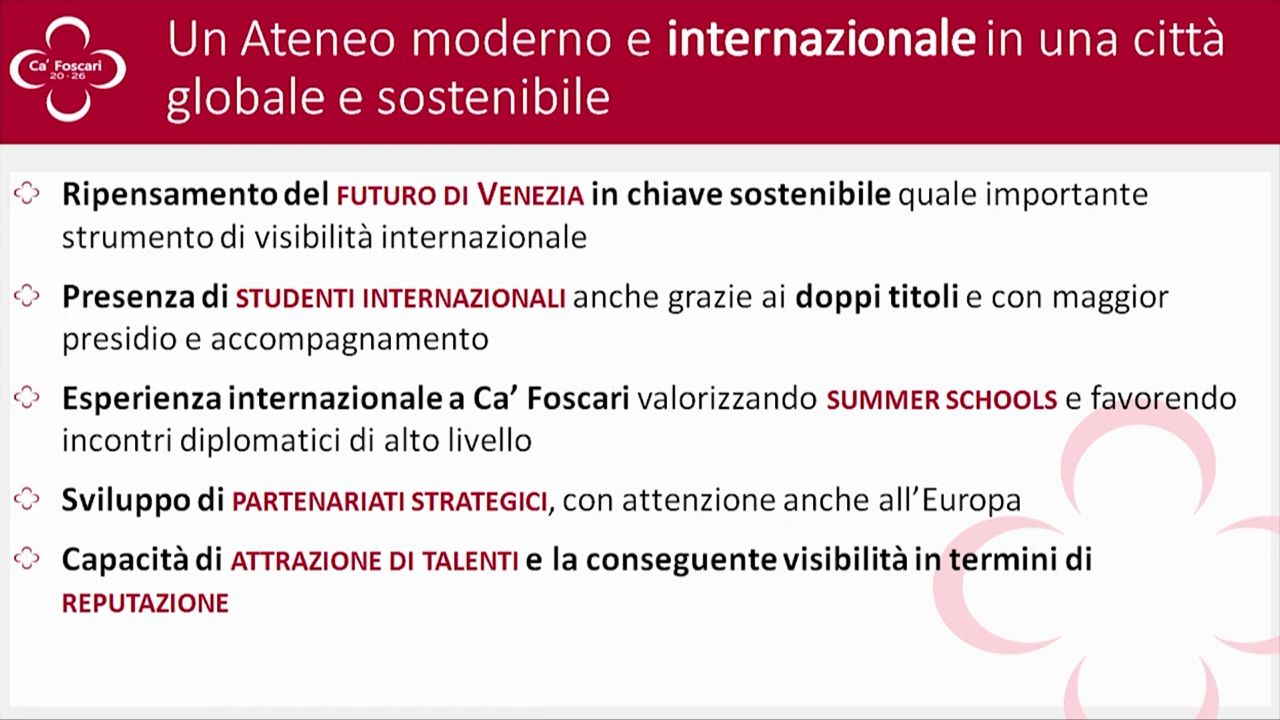 Ca' Foscari
20·26
Un Ateneo moderno e internazionale in una città
globale e sostenibile
Ripensamento del FUTURO DI VENEZIA in chiave sostenibile quale importante
strumento di visibilità internazionale
Presenza di STUDENTI INTERNAZIONALI anche grazie ai doppi titoli e con maggior
presidio e accompagnamento
Esperienza internazionale a Ca’ Foscari valorizzando SUMMER SCHOOLS e favorendo
incontri diplomatici di alto livello
Sviluppo di PARTENARIATI STRATEGICI, con attenzione anche all’Europa
Capacità di ATTRAZIONE DI TALENTI e la conseguente visibilità in termini di
REPUTAZIONE